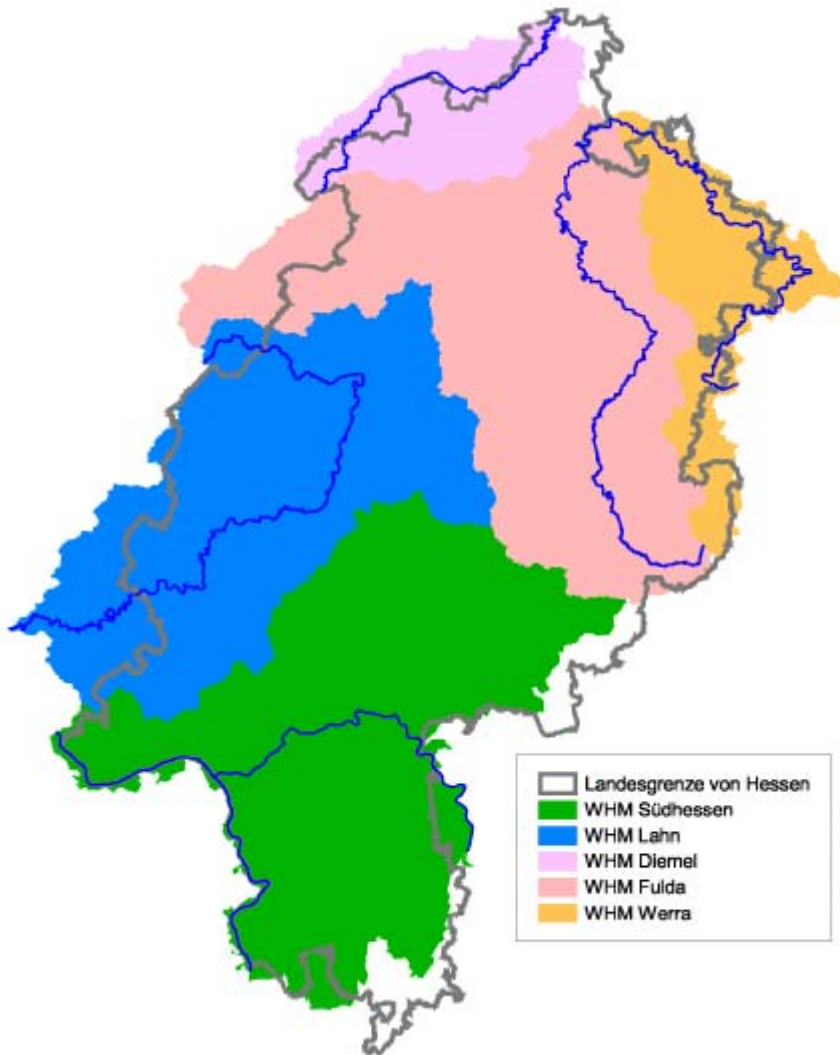 Landesgrenze von Hessen
WHM Südhessen
WHM Lahn
WHM Diemel
WHM Fulda
WHM Werra